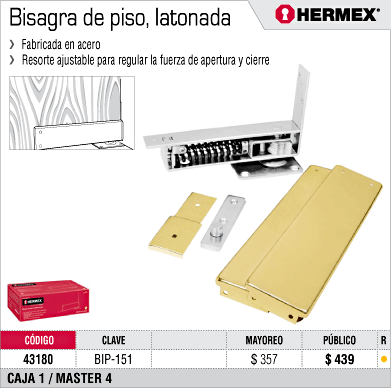 Bisagra de piso, latonada
HERMEX®
› Fabricada en acero
› Resorte ajustable para regular la fuerza de apertura y cierre
HERMEX
CÓDIGO CLAVE MAYOREO PÚBLICO R
43180 BIP-151 $ 357 $ 439
CAJA 1 / MASTER 4